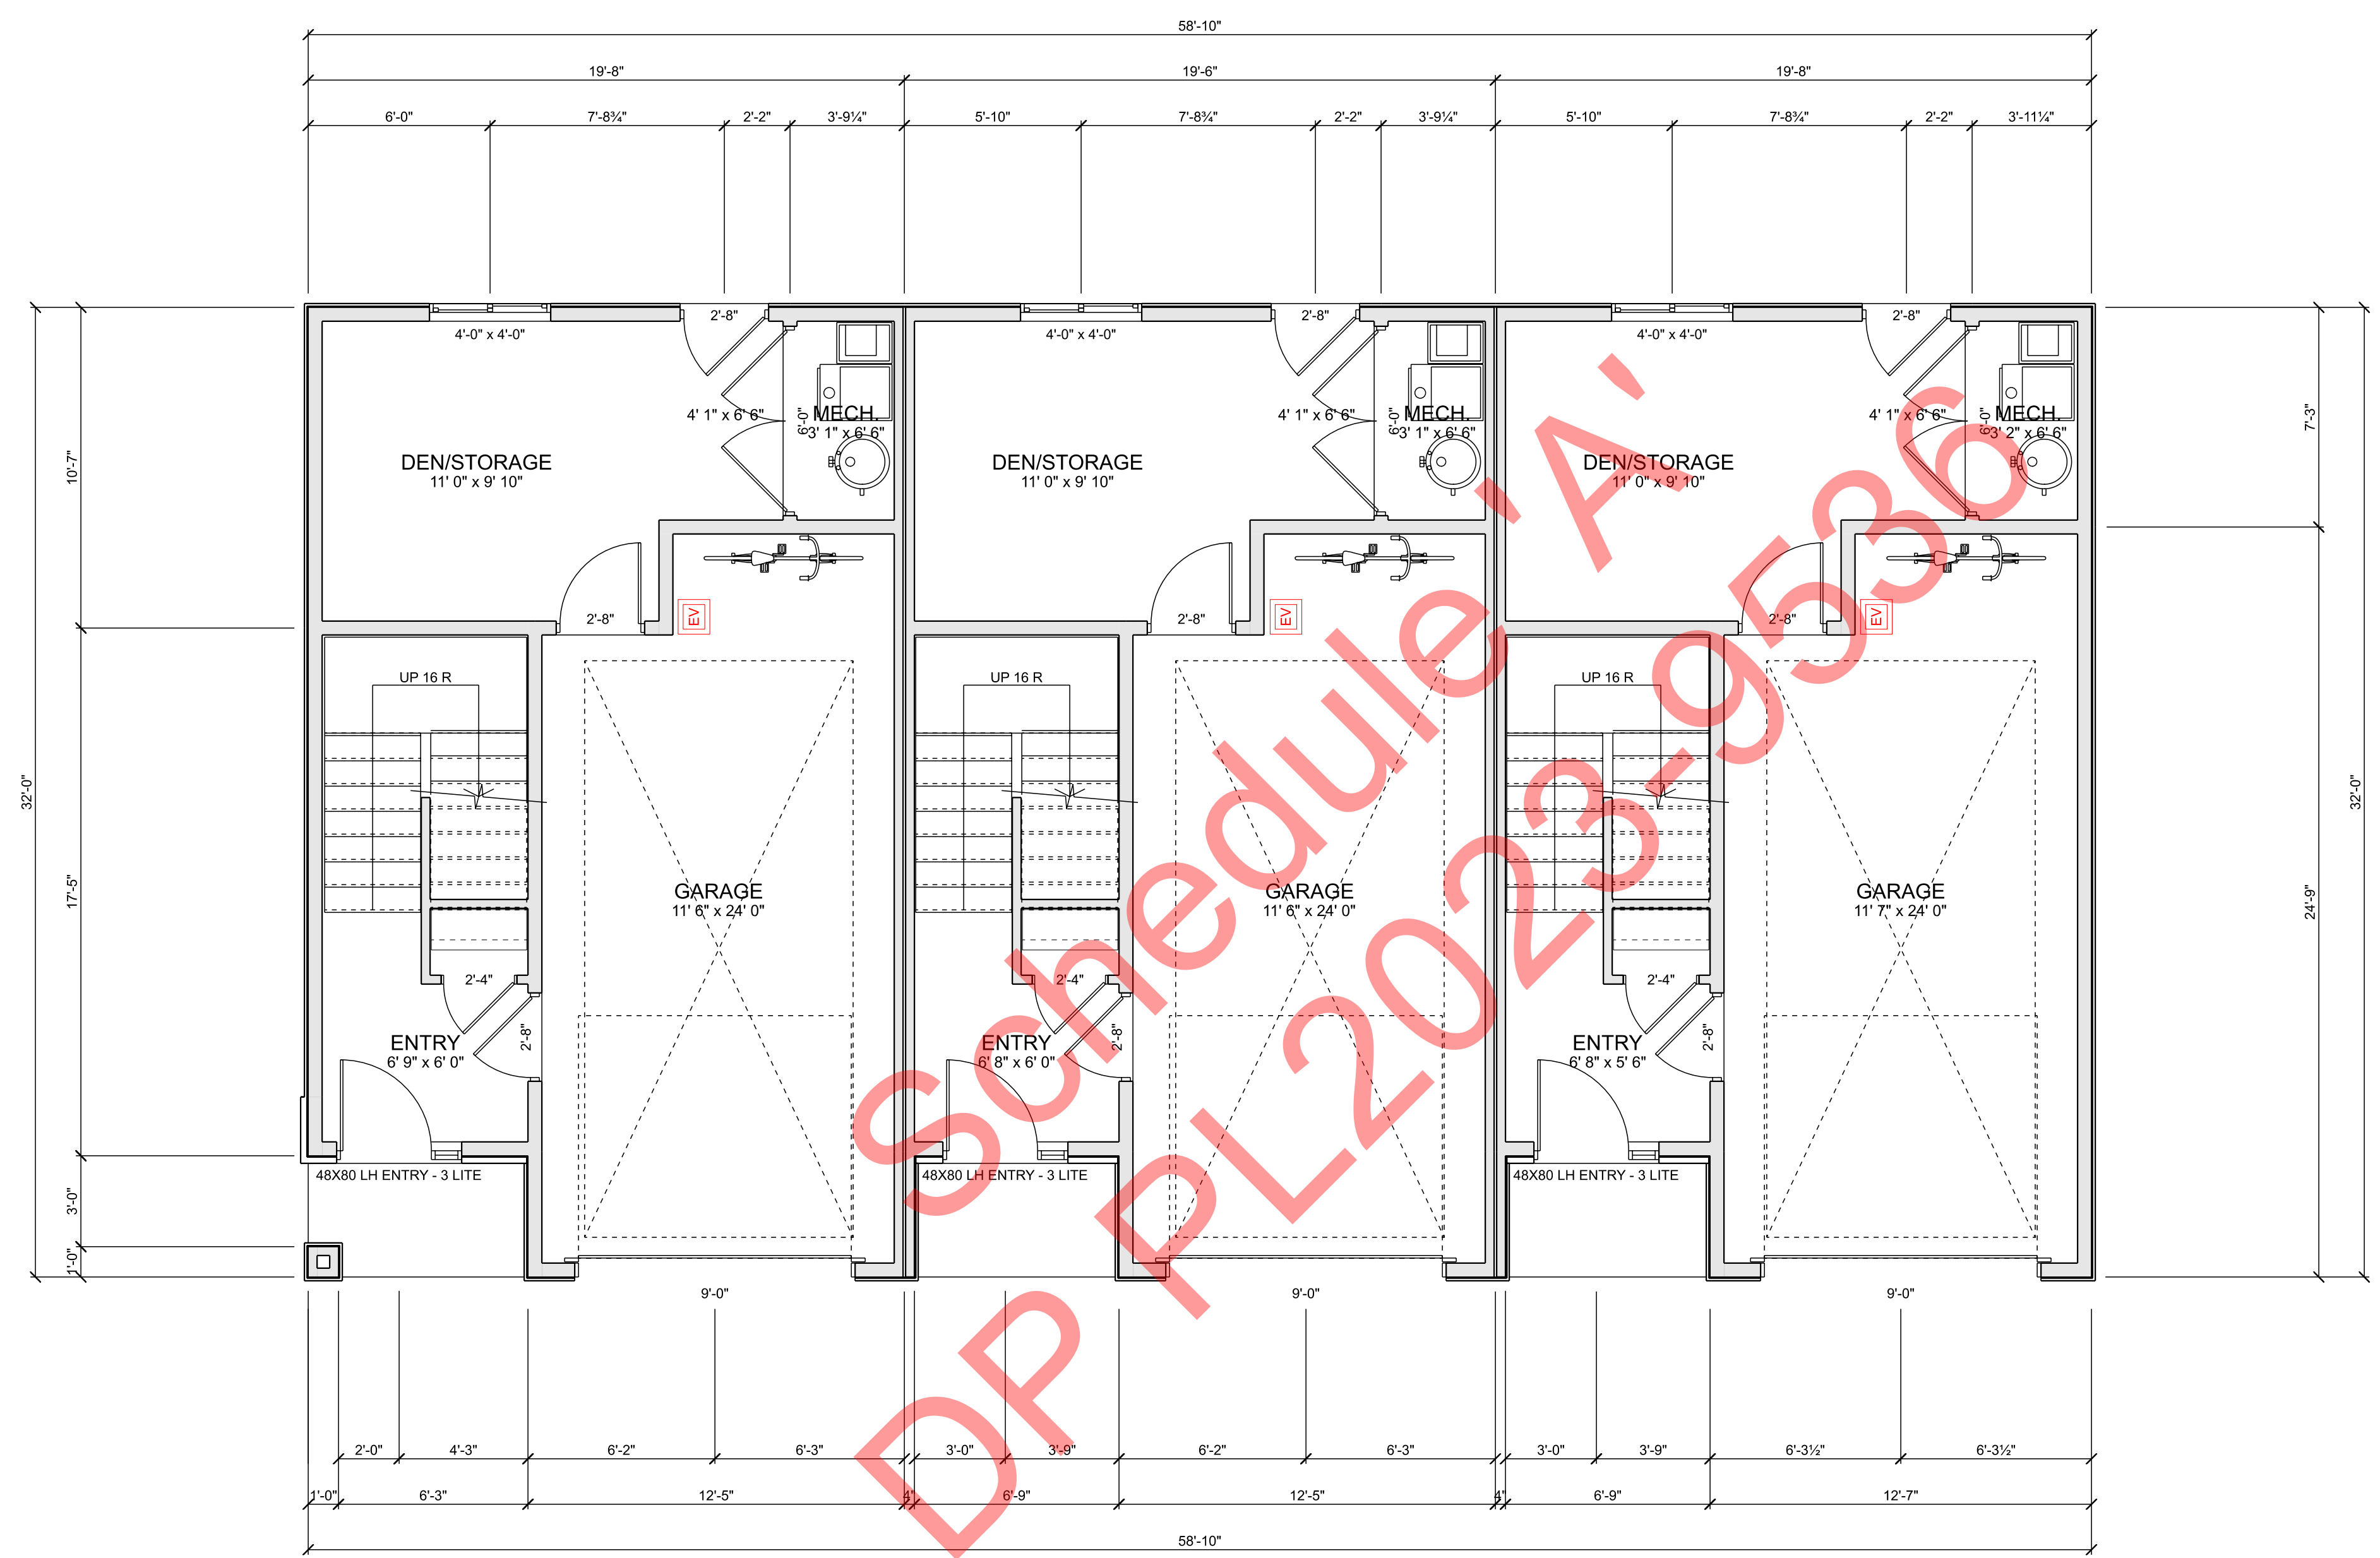 58'-10"
19'-8" 19'-6" 19'-8"
6'-0" 7'-8¾" 2'-2" 3'-9¼" 5'-10" 7'-8¾" 2'-2" 3'-9¼" 5'-10" 7'-8¾" 2'-2" 3'-11¼"
2'-8" 2'-8" 2'-8"
4'-0" x 4'-0" 4'-0" x 4'-0" 4'-0" x 4'-0"
4' 1" x 6' 6" 6'-0" MECH. 4' 1" x 6' 6" 6'-0" MECH. 4' 1" x 6' 6" 6'-0" MECH.
3' 1" x 6' 6" 3' 1" x 6' 6" 3' 2" x 6' 6"
7'-3"
10'-7"
DEN/STORAGE DEN/STORAGE DEN/STORAGE
11' 0" x 9' 10" 11' 0" x 9' 10" 11' 0" x 9' 10"
2'-8" EV 2'-8" EV 2'-8" EV
UP 16 R UP 16 R UP 16 R
32'-0" 32'-0"
17'-5" 24'-9"
GARAGE GARAGE GARAGE
11' 6" x 24' 0" 11' 6" x 24' 0" 11' 7" x 24' 0"
2'-4" 2'-4" 2'-4"
2'-8" 2'-8" 2'-8"
ENTRY ENTRY ENTRY
6' 9" x 6' 0" 6' 8" x 6' 0" 6' 8" x 5' 6"
48X80 LH ENTRY - 3 LITE 48X80 LH ENTRY - 3 LITE 48X80 LH ENTRY - 3 LITE
3'-0"
1'-0"
9'-0" 9'-0" 9'-0"
2'-0" 4'-3" 6'-2" 6'-3" 3'-0" 3'-9" 6'-2" 6'-3" 3'-0" 3'-9" 6'-3½" 6'-3½"
1'-0" 6'-3" 12'-5" 4" 6'-9" 12'-5" 4" 6'-9" 12'-7"
58'-10"
Schedule 'A'
DP PL2023-9536